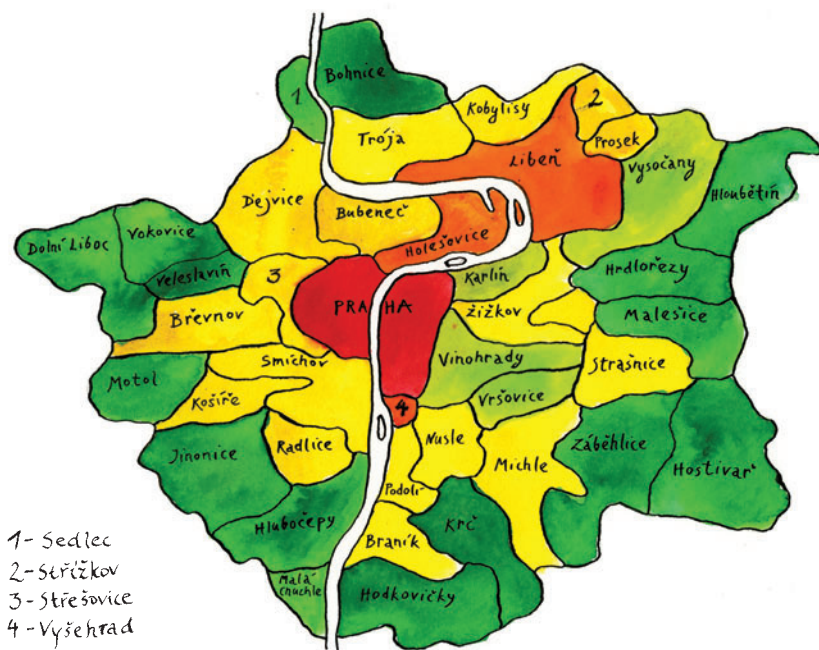 Bohnice
1
Kobylisy
2
Trója
Prosek
Libeň
Vysočany
Hloubětín
Dejvice
Bubeneč
Dolní Liboc
Vokovice
Holešovice
Veleslavín
3
Karlín
Hrdlořezy
PRAHA
Žižkov
Malešice
Břevnov
Smíchov
Vinohrady
Strašnice
Motol
Košíře
Vršovice
4
Radlice
Nusle
Michle
Záběhlice
Jinonice
Hostivař
Podolí
Hlubočepy
Krč
Braník
Malá
Chuchle
Hodkovičky
1 - Sedlec
2 - Střížkov
3 - Střešovice
4 - Vyšehrad